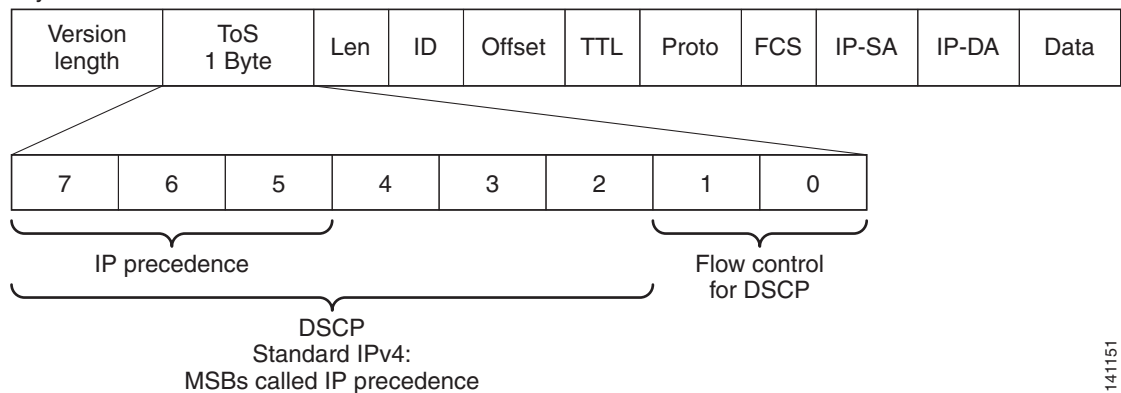 Version length
ToS 1 Byte
Len
ID
Offset
TTL
Proto
FCS
IP-SA
IP-DA
Data
7
6
5
4
3
2
1
0
IP precedence
Flow control
for DSCP
DSCP
Standard IPv4:
MSBs called IP precedence
141151